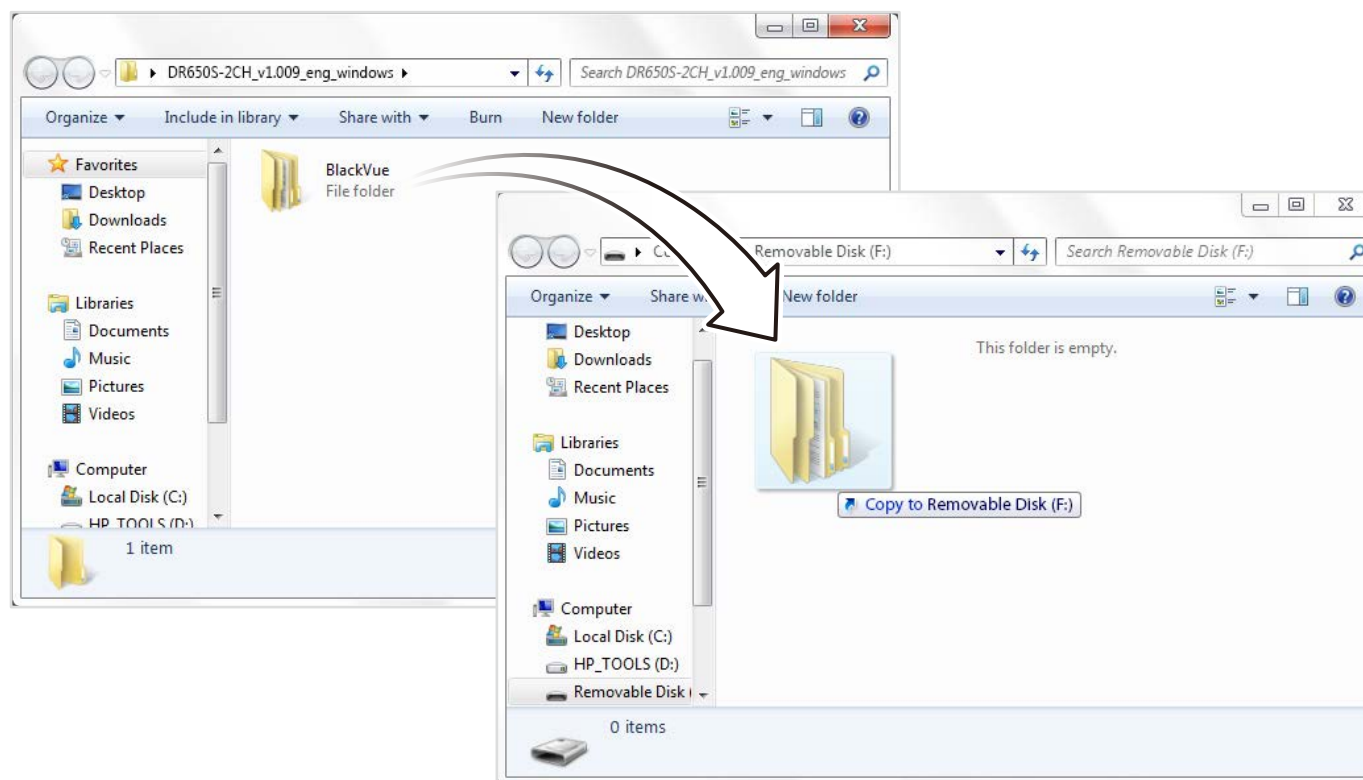 DR650S-2CH_v1.009_eng_windows
Search DR650S-2CH_v1.009_eng_windows
Organize Include in library Share with Burn New folder
Favorites
Desktop
Downloads
Recent Places
Libraries
Documents
Music
Pictures
Videos
Computer
Local Disk (C:)
HP_TOOLS (D:)
BlackVue
File folder
1 item
Removable Disk (F:)
Search Removable Disk (F:)
Organize Share New folder
Desktop
Downloads
Recent Places
Libraries
Documents
Music
Pictures
Videos
Computer
Local Disk (C:)
HP_TOOLS (D:)
Removable Disk (
This folder is empty.
Copy to Removable Disk (F:)
0 items